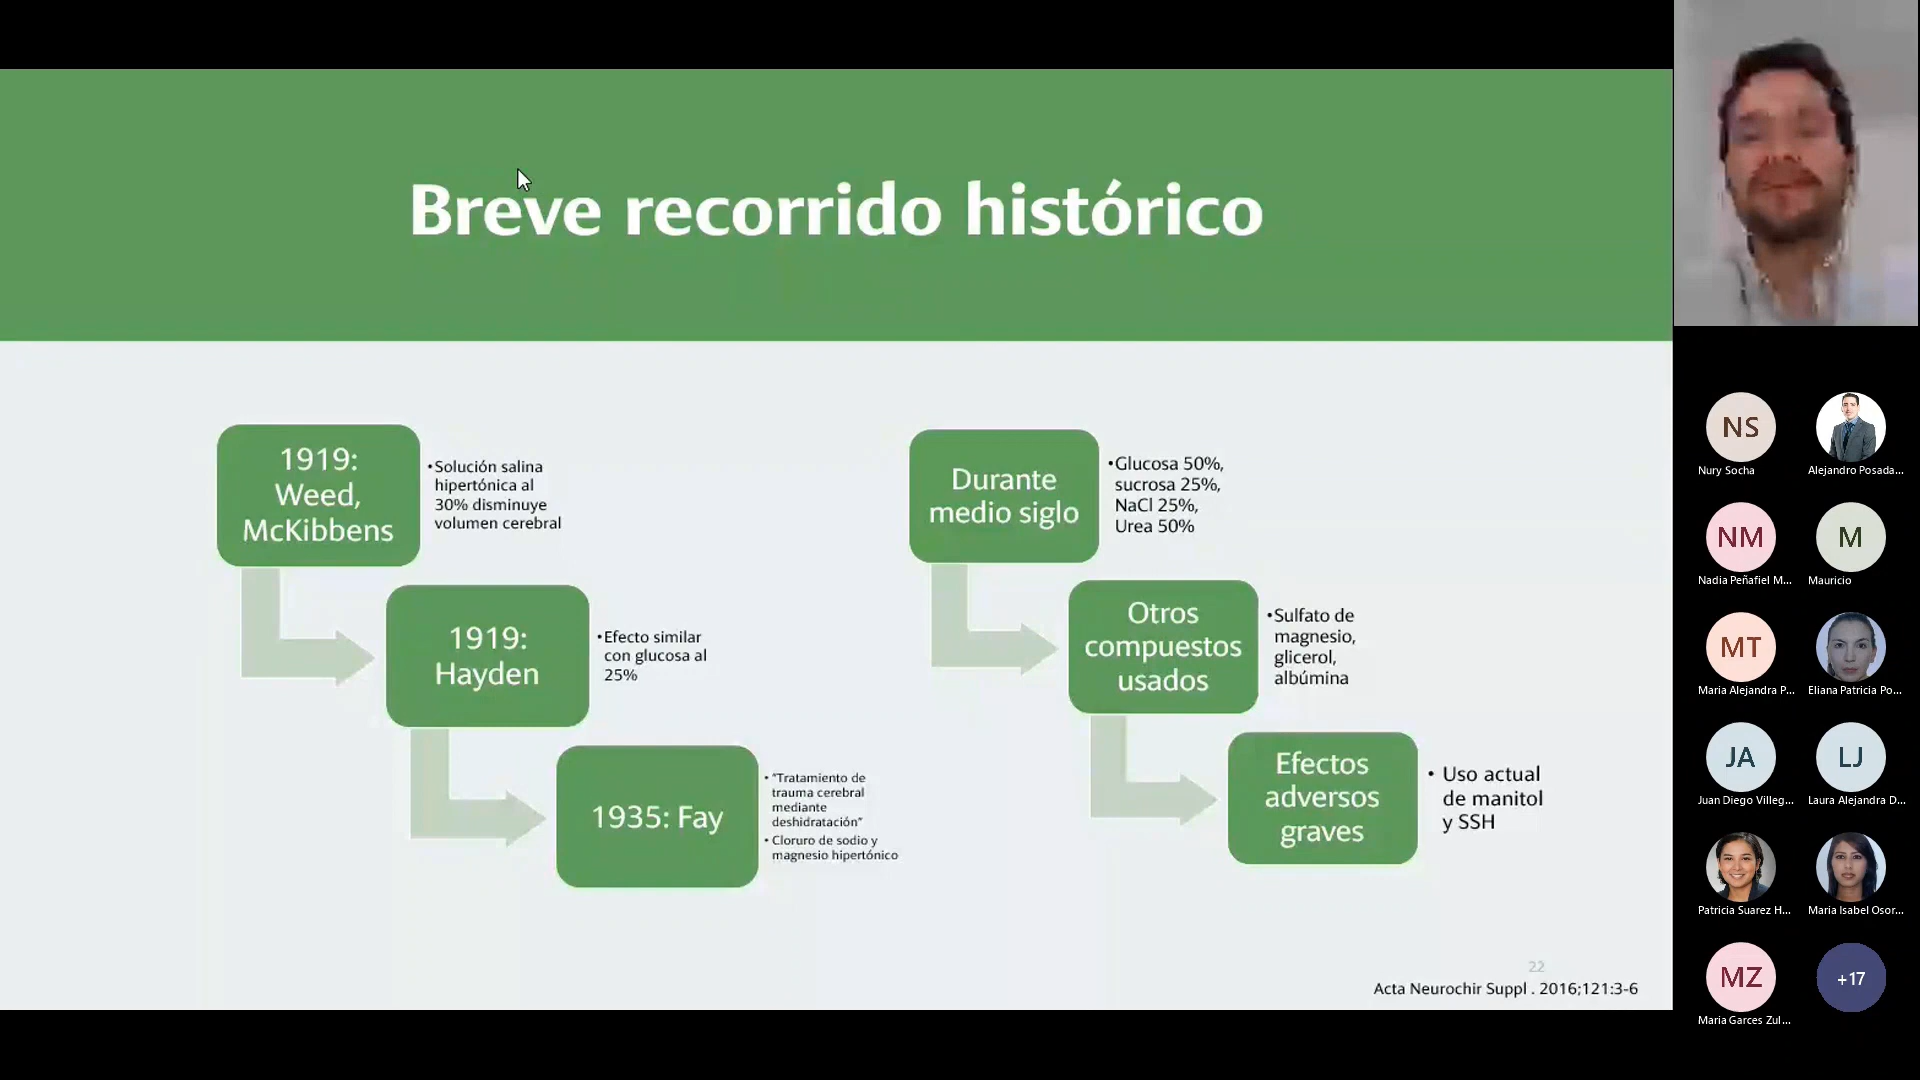 Breve recorrido histórico
1919:
Weed,
McKibbens
•Solución salina
hipertónica al
30% disminuye
volumen cerebral
1919:
Hayden
•Efecto similar
con glucosa al
25%
1935: Fay
• “Tratamiento de
trauma cerebral
mediante
deshidratación”
• Cloruro de sodio y
magnesio hipertónico
Durante
medio siglo
•Glucosa 50%,
sucrosa 25%,
NaCl 25%,
Urea 50%
Otros
compuestos
usados
•Sulfato de
magnesio,
glicerol,
albúmina
Efectos
adversos
graves
• Uso actual
de manitol
y SSH
22
Acta Neurochir Suppl . 2016;121:3-6
NS
Nury Socha
Alejandro Posada...
NM
Nadia Peñafiel M...
M
Mauricio
MT
Maria Alejandra P...
Eliana Patricia Po...
JA
Juan Diego Villeg...
LJ
Laura Alejandra D...
Patricia Suarez H...
Maria Isabel Osor...
MZ
Maria Garces Zul...
+17